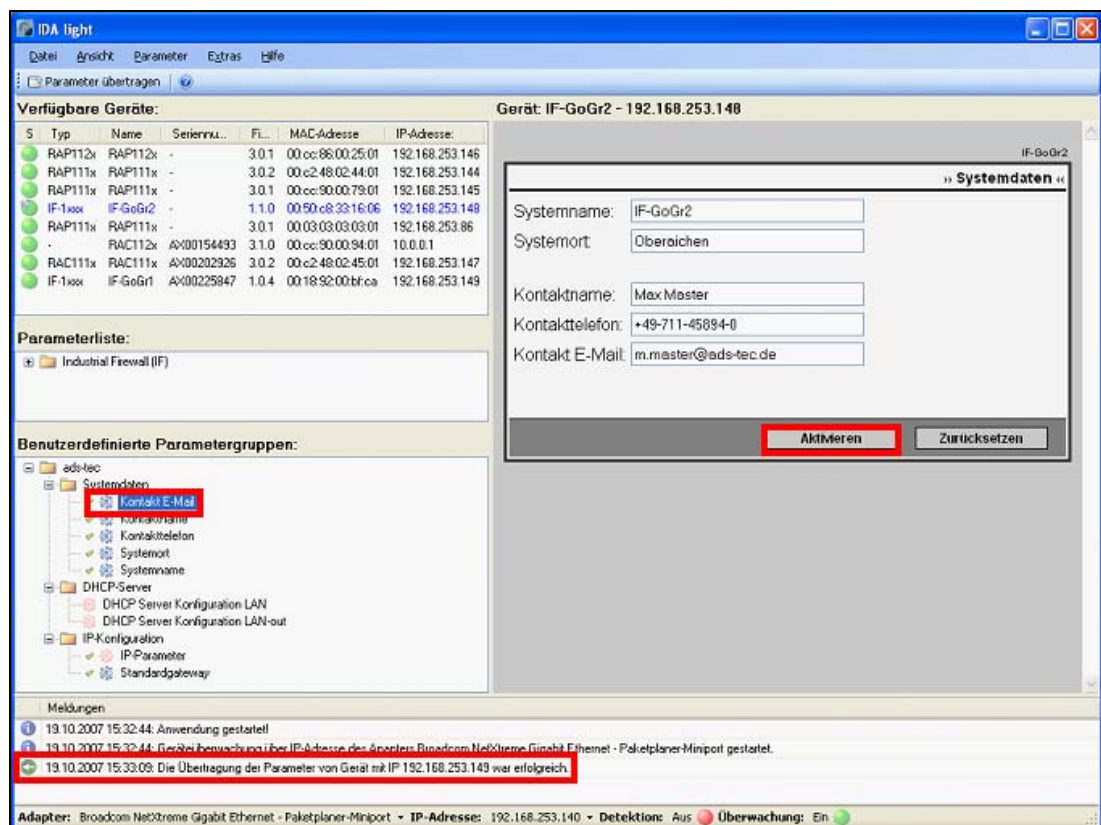 IDA light
Datei Ansicht Parameter Extras Hilfe
Parameter übertragen
Verfügbare Geräte:
S Typ Name Seriennu... Fi... MAC-Adresse IP-Adresse:
RAP112x RAP112x - 3.0.1 00:cc:86:00:25:01 192.168.253.146
RAP111x RAP111x - 3.0.2 00:c2:48:02:44:01 192.168.253.144
RAP111x RAP111x - 3.0.1 00:cc:90:00:79:01 192.168.253.145
IF-1xxx IF-GoGr2 - 1.1.0 00:50:c8:33:16:06 192.168.253.148
RAP111x RAP111x - 3.0.1 00:03:03:03:03:01 192.168.253.86
- RAC112x AX00154493 3.1.0 00:cc:90:00:94:01 10.0.0.1
RAC111x RAC111x AX00202926 3.0.2 00:c2:48:02:45:01 192.168.253.147
IF-1xxx IF-GoGr1 AX00225847 1.0.4 00:18:92:00:bf:ca 192.168.253.149
Parameterliste:
Industrial Firewall (IF)
Benutzerdefinierte Parametergruppen:
ads-tec
Systemdaten
Kontakt E-Mail
Kontaktname
Kontakttelefon
Systemort
Systemname
DHCP-Server
DHCP Server Konfiguration LAN
DHCP Server Konfiguration LAN-out
IP-Konfiguration
IP-Parameter
Standardgateway
Gerät: IF-GoGr2 - 192.168.253.148
IF-GoGr2
» Systemdaten «
Systemname: IF-GoGr2
Systemort: Oberaichen
Kontaktname: Max Master
Kontakttelefon: +49-711-45894-0
Kontakt E-Mail: m.master@ads-tec.de
Aktivieren Zurücksetzen
Meldungen
19.10.2007 15:32:44: Anwendung gestartet!
19.10.2007 15:32:44: Geräteüberwachung über IP-Adresse des Adapters Broadcom NetXtreme Gigabit Ethernet - Paketplaner-Miniport gestartet.
19.10.2007 15:33:09: Die Übertragung der Parameter von Gerät mit IP 192.168.253.149 war erfolgreich.
Adapter: Broadcom NetXtreme Gigabit Ethernet - Paketplaner-Miniport • IP-Adresse: 192.168.253.140 • Detektion: Aus Überwachung: Ein